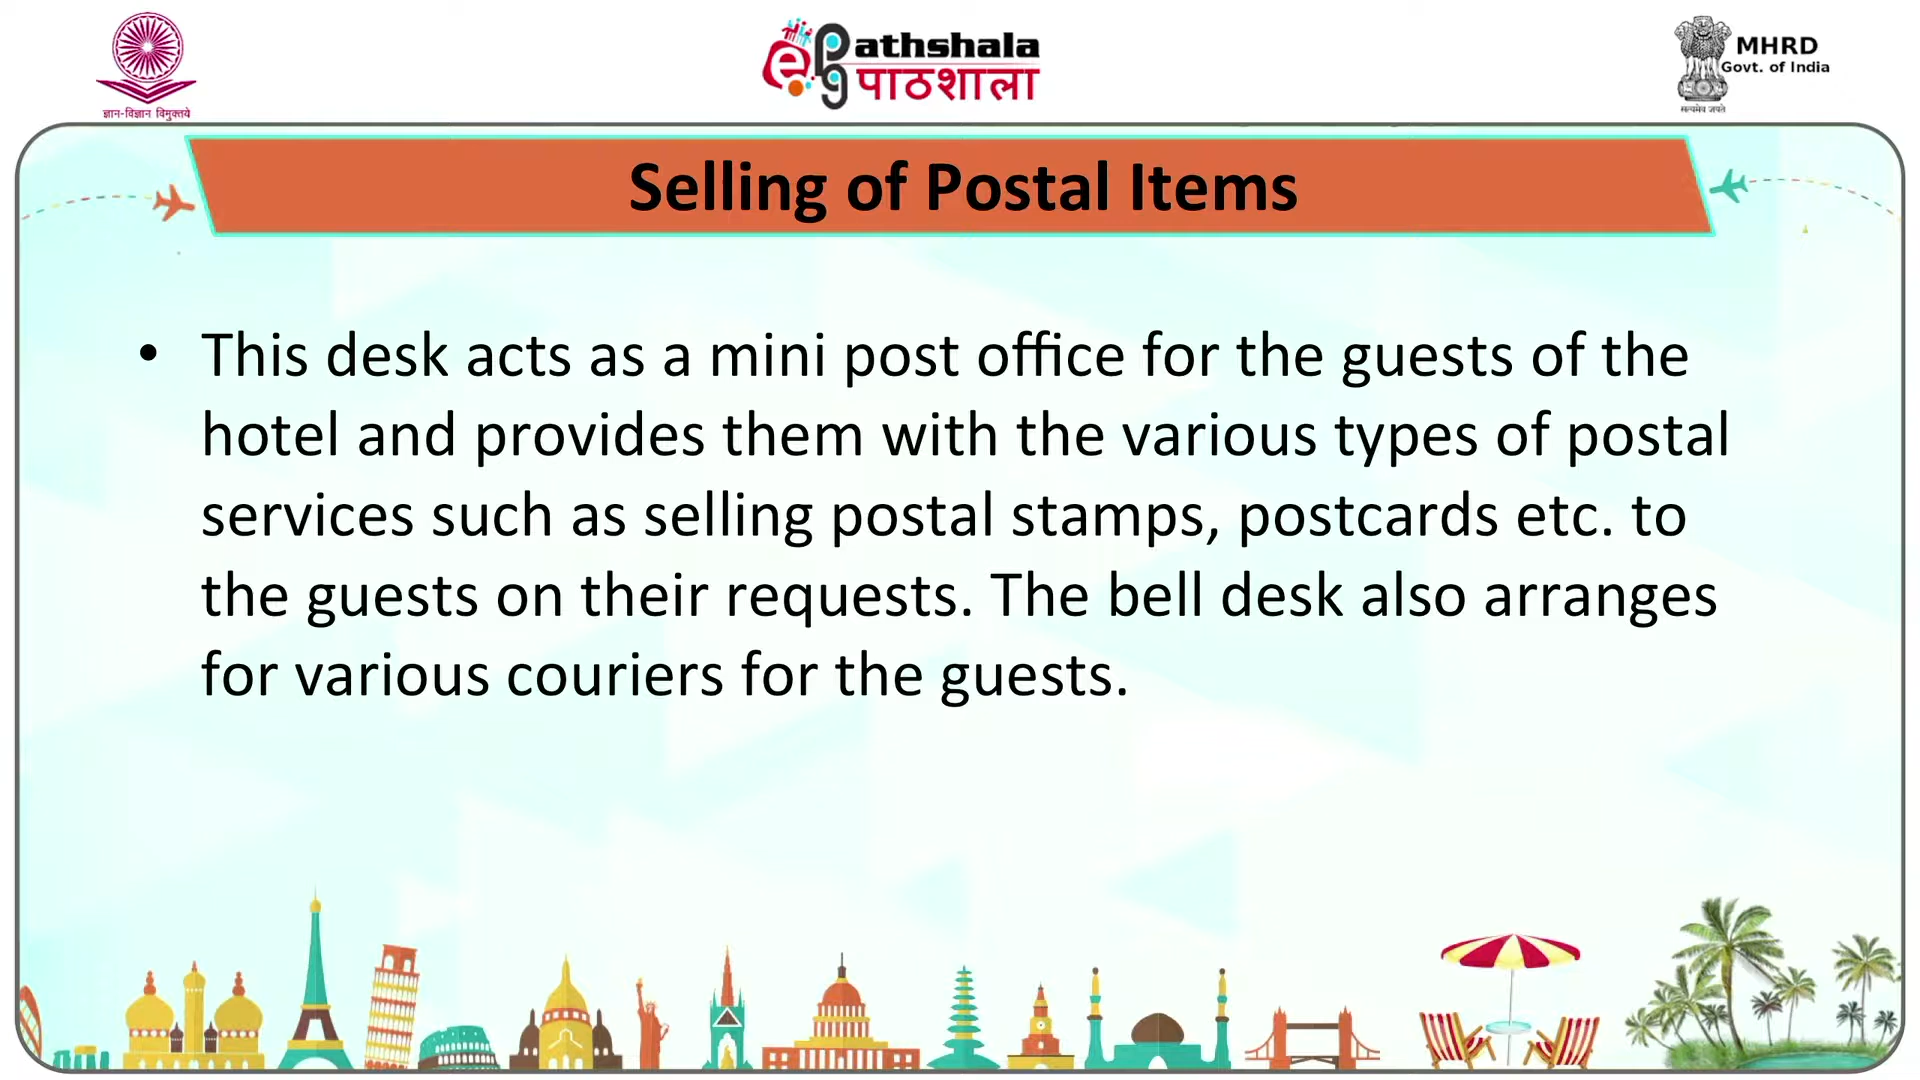 ज्ञान-विज्ञान विमुक्तये
ePG Pathshala
पाठशाला
MHRD
Govt. of India
सत्यमेव जयते
Selling of Postal Items
• This desk acts as a mini post office for the guests of the
hotel and provides them with the various types of postal
services such as selling postal stamps, postcards etc. to
the guests on their requests. The bell desk also arranges
for various couriers for the guests.